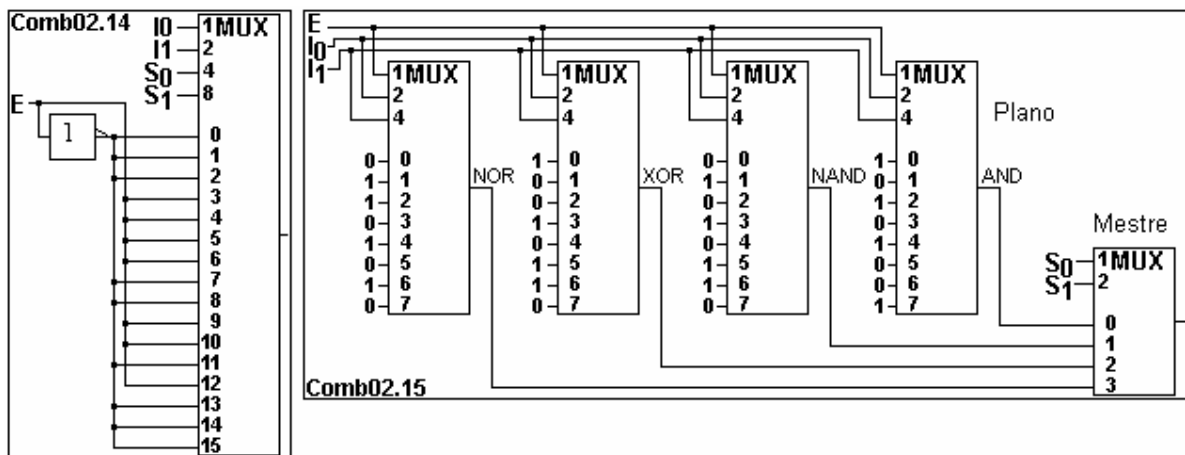 Comb02.14
I0
1MUX
I1
2
S0
4
S1
8
E
1
0
1
2
3
4
5
6
7
8
9
10
11
12
13
14
15
E
I0
I1
1MUX 1MUX 1MUX 1MUX
2 2 2 2
4 4 4 4
Plano
0 0 1 0 0 0 1 0
1 1 0 1 1 1 0 1
1 2 0 2 0 2 1 2
0 3 1 3 1 3 0 3
1 4 0 4 0 4 1 4
0 5 1 5 1 5 0 5
1 6 1 6 1 6 0 6
0 7 0 7 0 7 1 7
NOR XOR NAND AND
Mestre
S0 1MUX
S1 2
0
1
2
3
Comb02.15